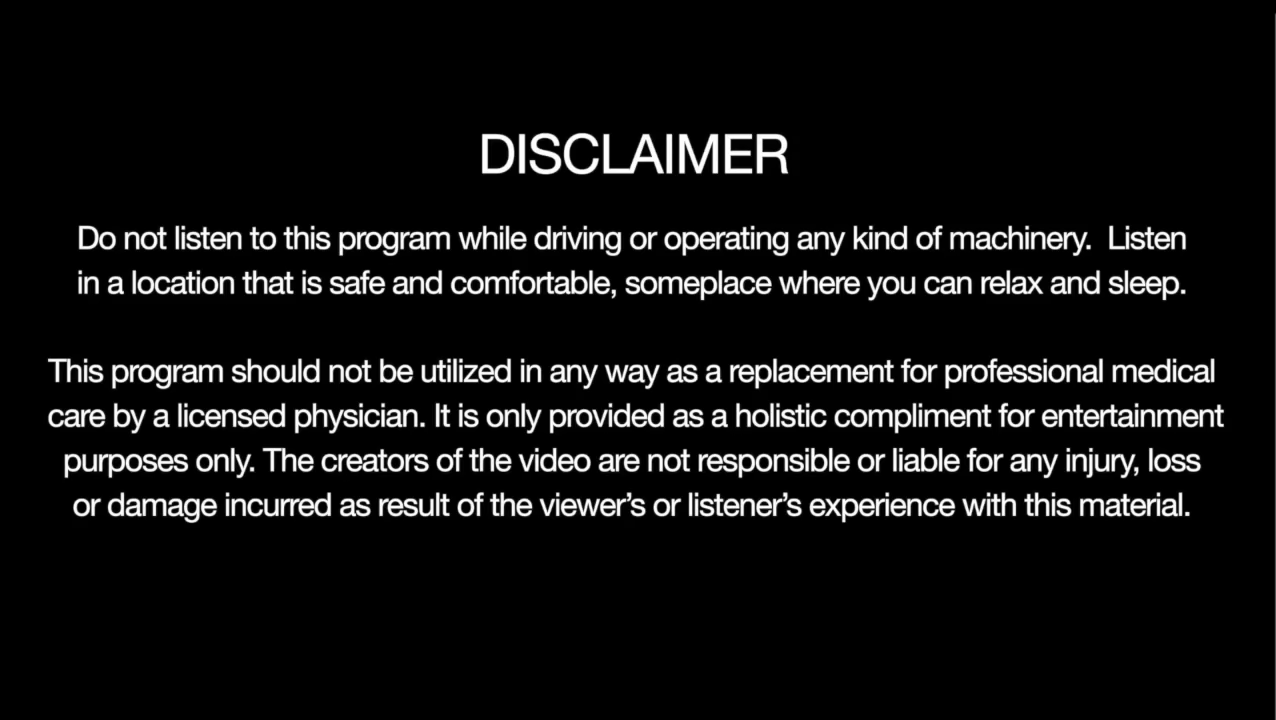 DISCLAIMER
Do not listen to this program while driving or operating any kind of machinery.  Listen
in a location that is safe and comfortable, someplace where you can relax and sleep.
This program should not be utilized in any way as a replacement for professional medical
care by a licensed physician. It is only provided as a holistic compliment for entertainment
purposes only. The creators of the video are not responsible or liable for any injury, loss
or damage incurred as result of the viewer’s or listener’s experience with this material.